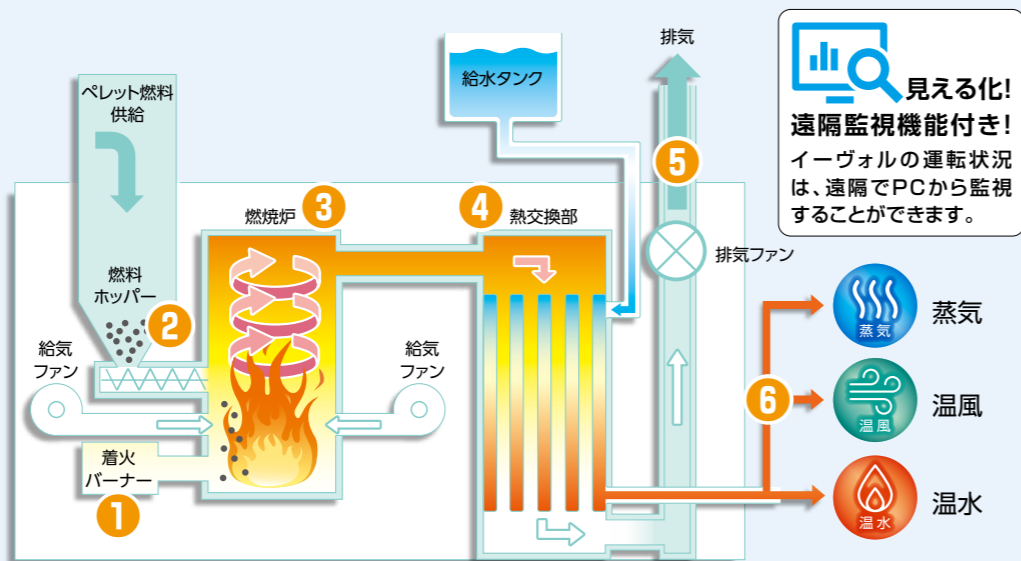 排気
給水タンク
ペレット燃料
供給
見える化!
遠隔監視機能付き!
イーヴォルの運転状況
は、遠隔でPCから監視
することができます。
5
燃焼炉
3
4
熱交換部
排気ファン
燃料
ホッパー
2
蒸気
蒸気
給気
ファン
給気
ファン
6
温風
温風
着火
バーナー
1
温水
温水